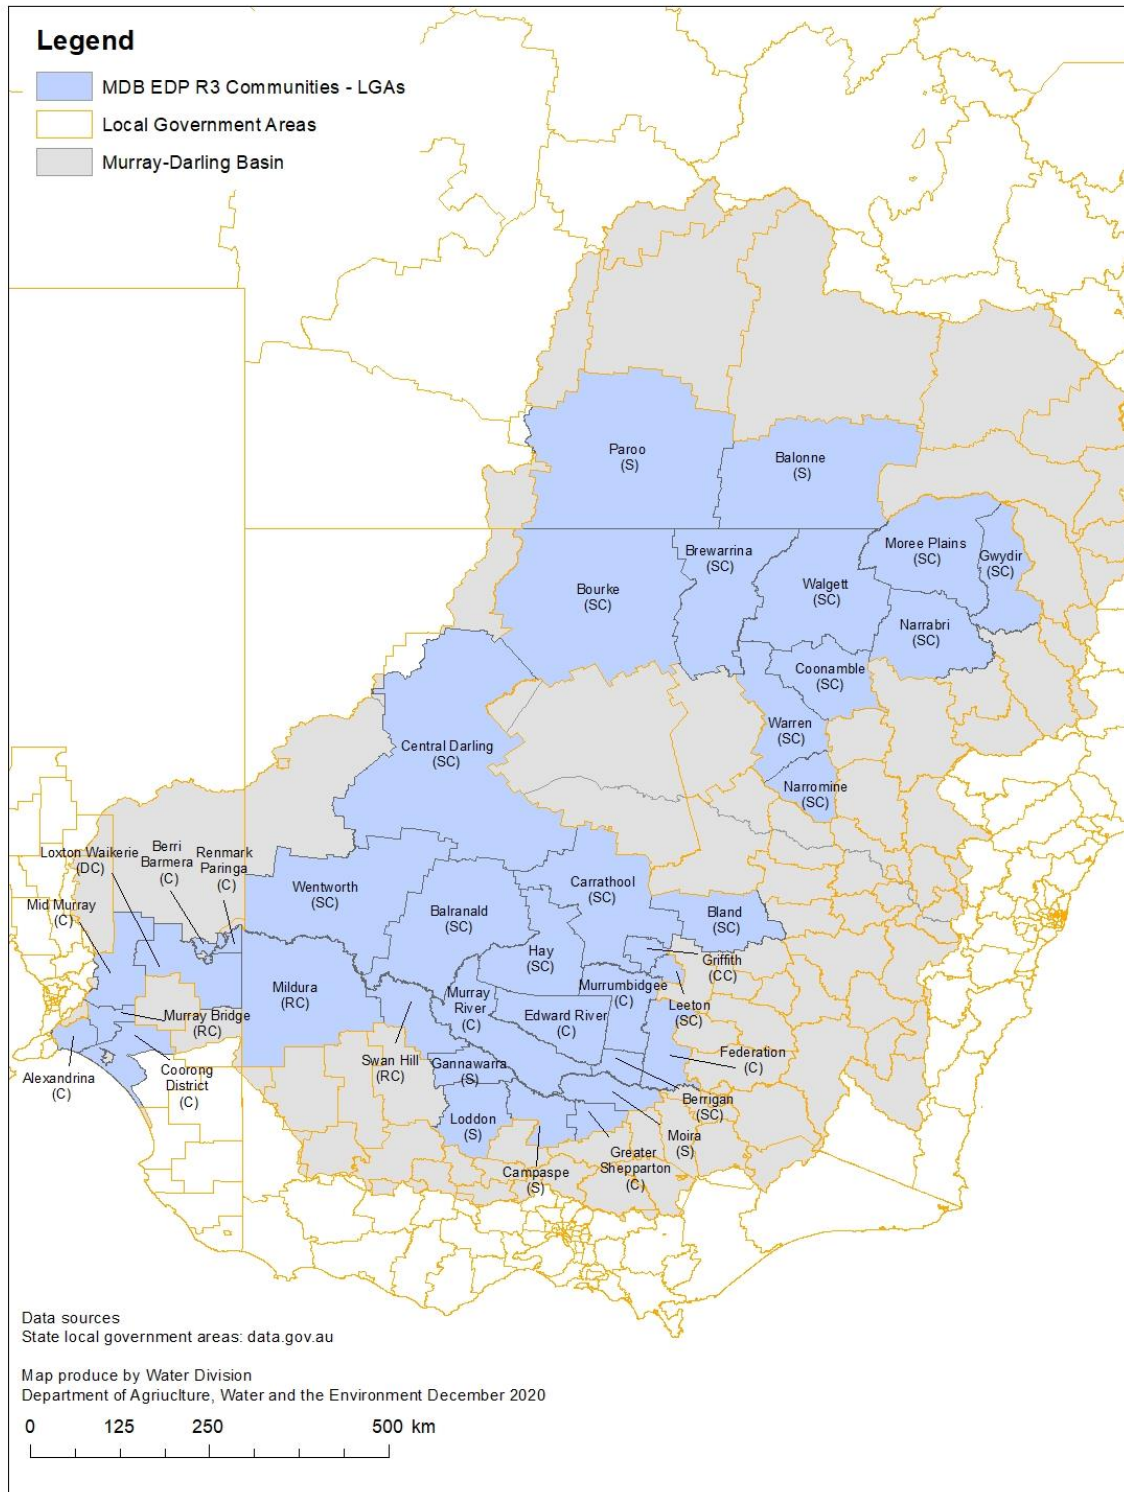 Legend
MDB EDP R3 Communities - LGAs
Local Government Areas
Murray-Darling Basin
Paroo
(S)
Balonne
(S)
Moree Plains
(SC)
Gwydir
(SC)
Brewarrina
(SC)
Bourke
(SC)
Walgett
(SC)
Narrabri
(SC)
Coonamble
(SC)
Warren
(SC)
Central Darling
(SC)
Narromine
(SC)
Loxton Waikerie
(DC)
Berri
Barmera
(C)
Renmark
Paringa
(C)
Mid Murray
(C)
Wentworth
(SC)
Carrathool
(SC)
Balranald
(SC)
Bland
(SC)
Hay
(SC)
Griffith
(CC)
Mildura
(RC)
Murray
River
(C)
Murrumbidgee
(C)
Edward River
(C)
Leeton
(SC)
Murray Bridge
(RC)
Alexandrina
(C)
Coorong
District
(C)
Swan Hill
(RC)
Gannawarra
(S)
Federation
(C)
Berrigan
(SC)
Loddon
(S)
Moira
(S)
Greater
Shepparton
(C)
Campaspe
(S)
Data sources
State local government areas: data.gov.au
Map produce by Water Division
Department of Agriuclture, Water and the Environment December 2020
0 125 250 500 km